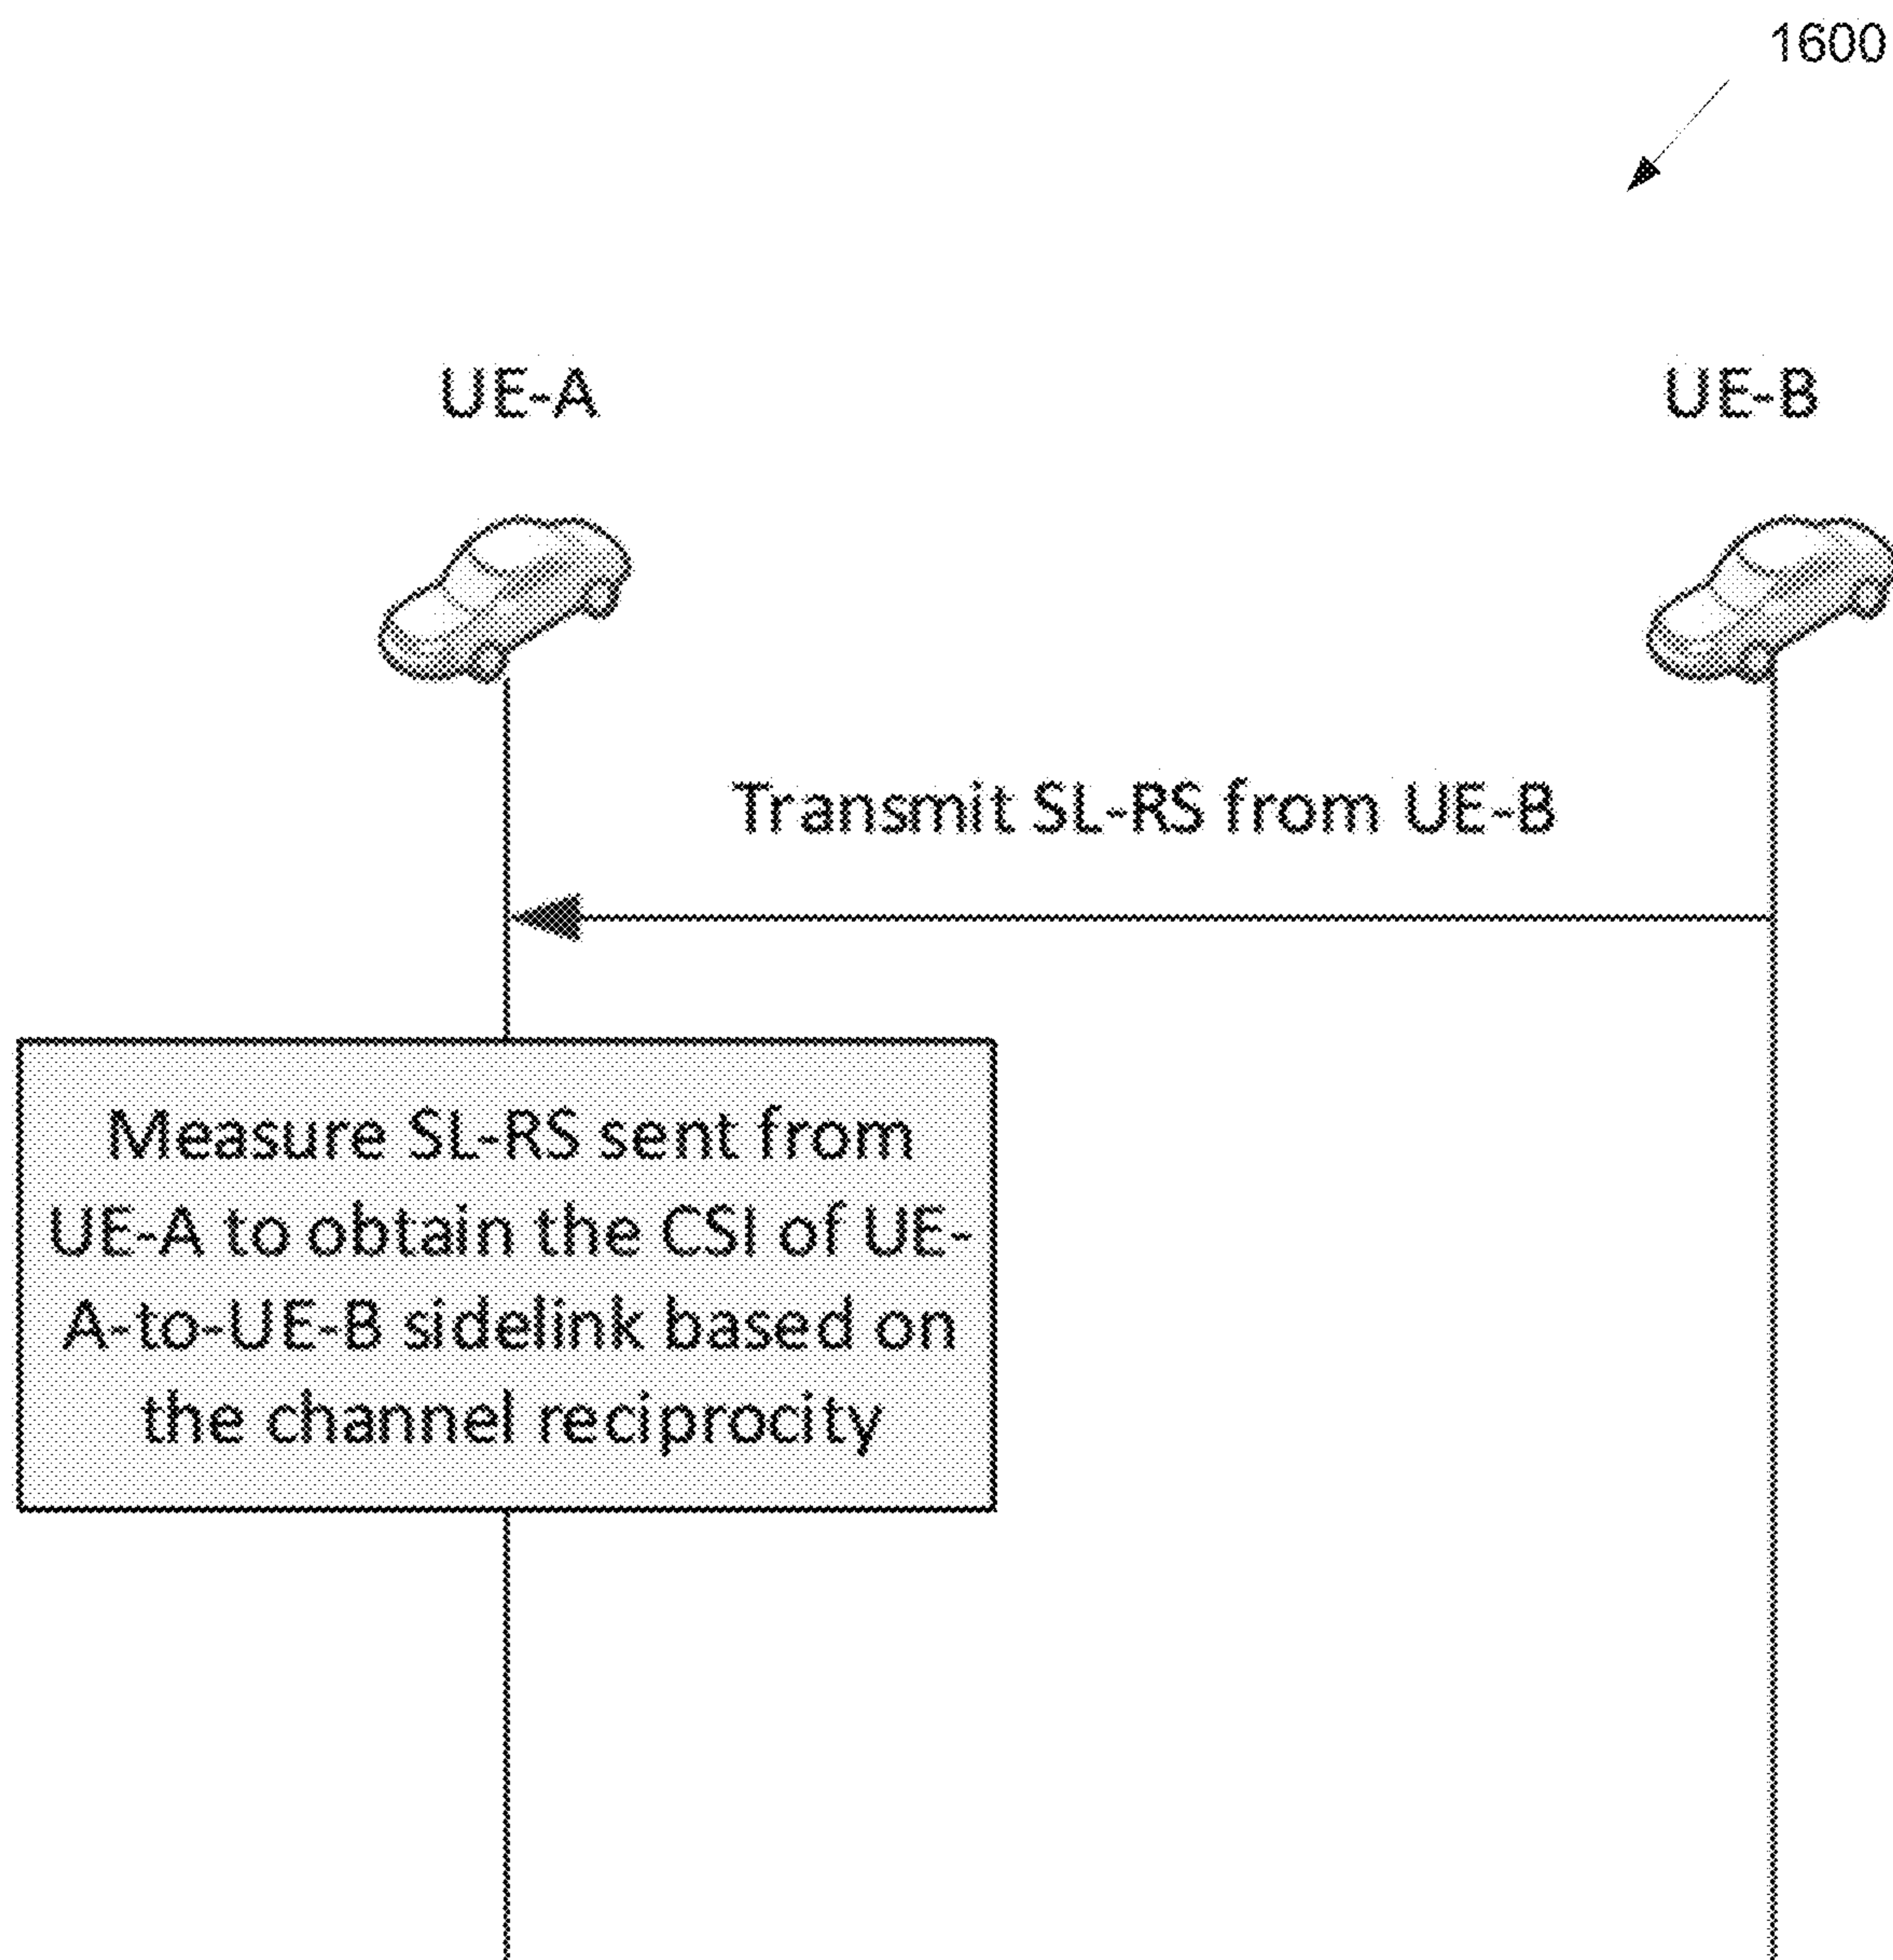 1600
UE-A
UE-B
Transmit SL-RS from UE-B
Measure SL-RS sent from
UE-A to obtain the CSI of UE-
A-to-UE-B sidelink based on
the channel reciprocity